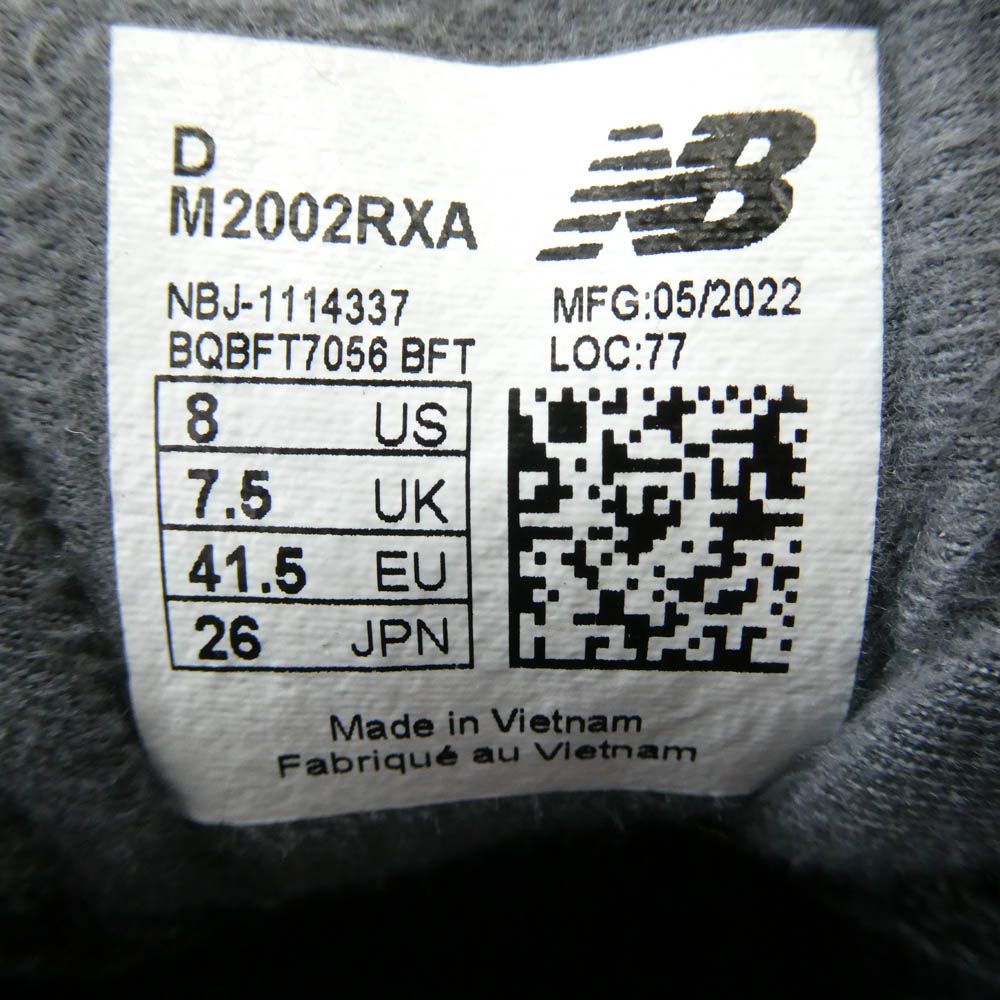 D
M2002RXA
NB
NBJ-1114337
MFG:05/2022
BQBFT7056 BFT
LOC:77
8 US
7.5 UK
41.5 EU
26 JPN
Made in Vietnam
Fabriqué au Vietnam